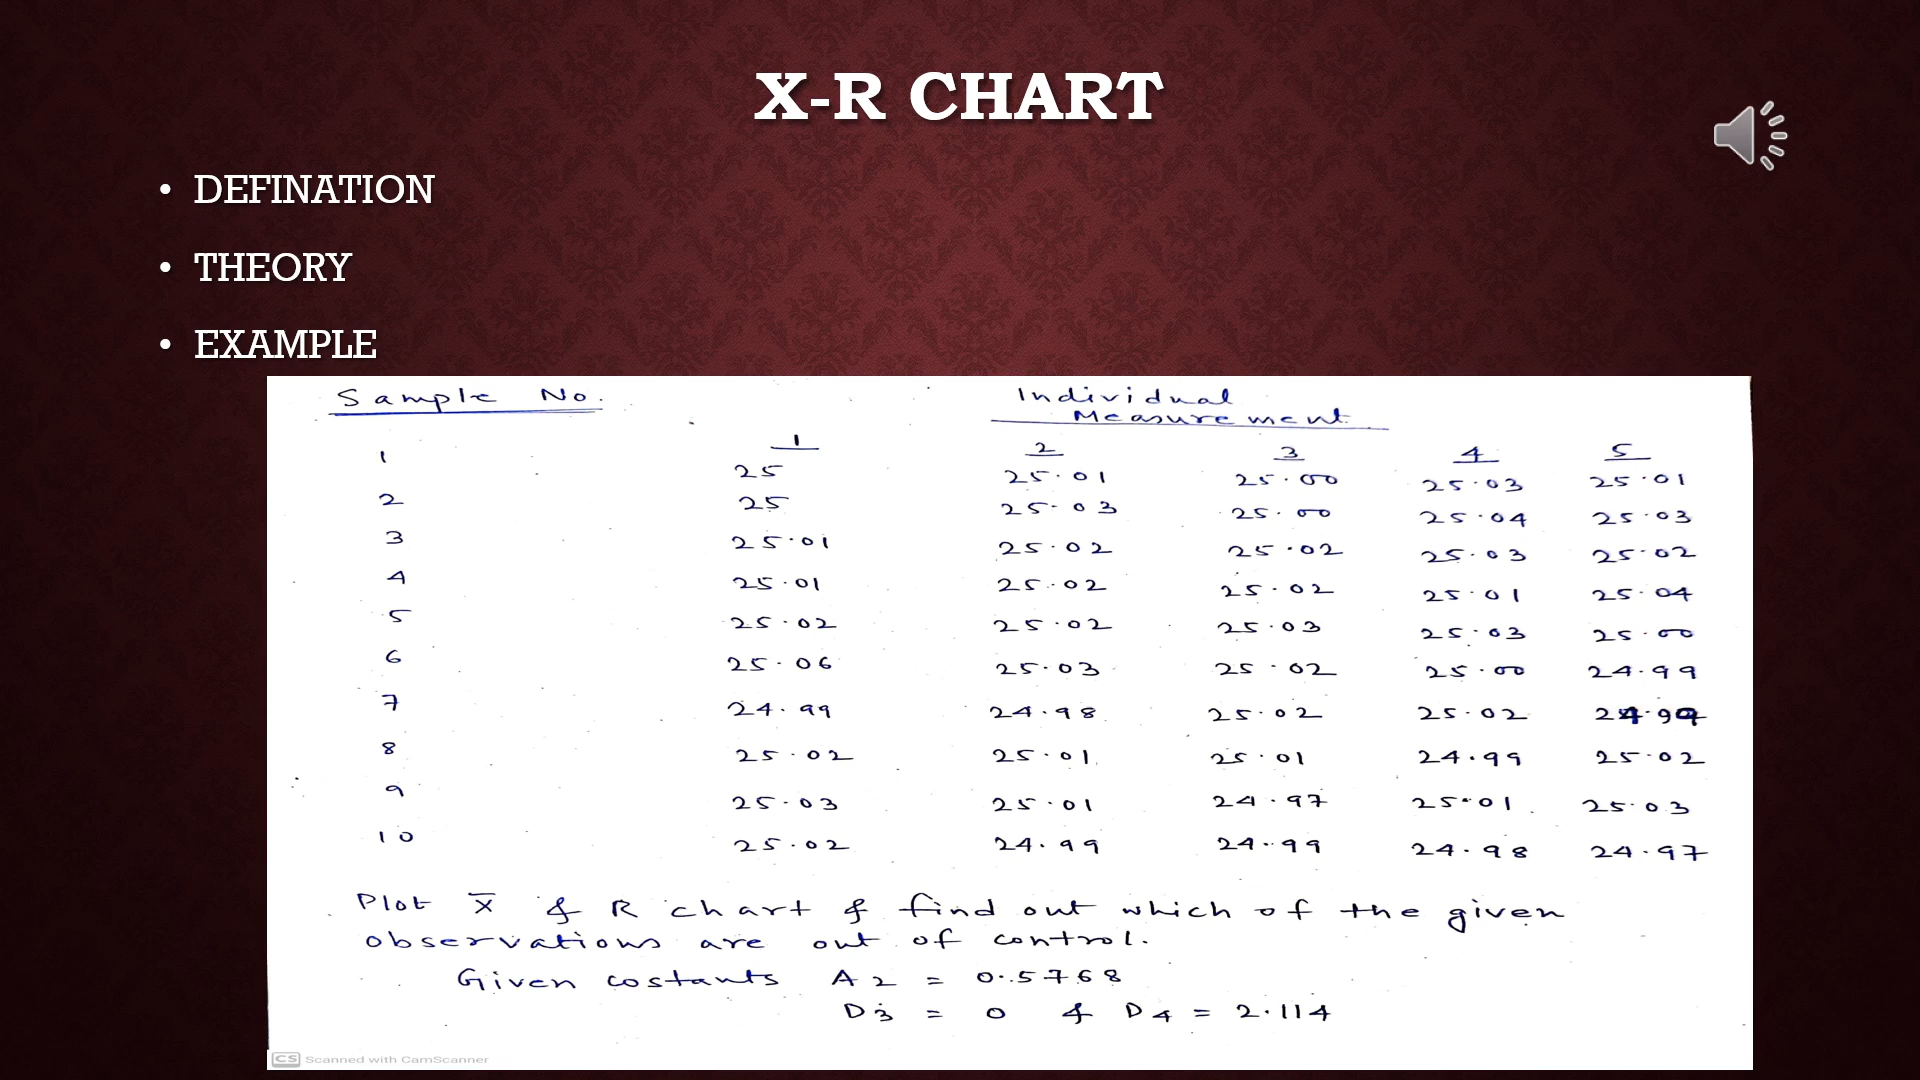 X-R CHART
• DEFINATION
• THEORY
• EXAMPLE
Sample No. Individual
Measurement
1 2 3 4 5
1 25 25.01 25.00 25.03 25.01
2 25 25.03 25.00 25.04 25.03
3 25.01 25.02 25.02 25.03 25.02
4 25.01 25.02 25.02 25.01 25.04
5 25.02 25.02 25.03 25.03 25.00
6 25.06 25.03 25.02 25.00 24.99
7 24.99 24.98 25.02 25.02 24.99
8 25.02 25.01 25.01 24.99 25.02
9 25.03 25.01 24.97 25.01 25.03
10 25.02 24.99 24.99 24.98 24.97
Plot X̅ & R chart & find out which of the given
observations are out of control.
Given costants A2 = 0.5768
D3 = 0 & D4 = 2.114
CS Scanned with CamScanner